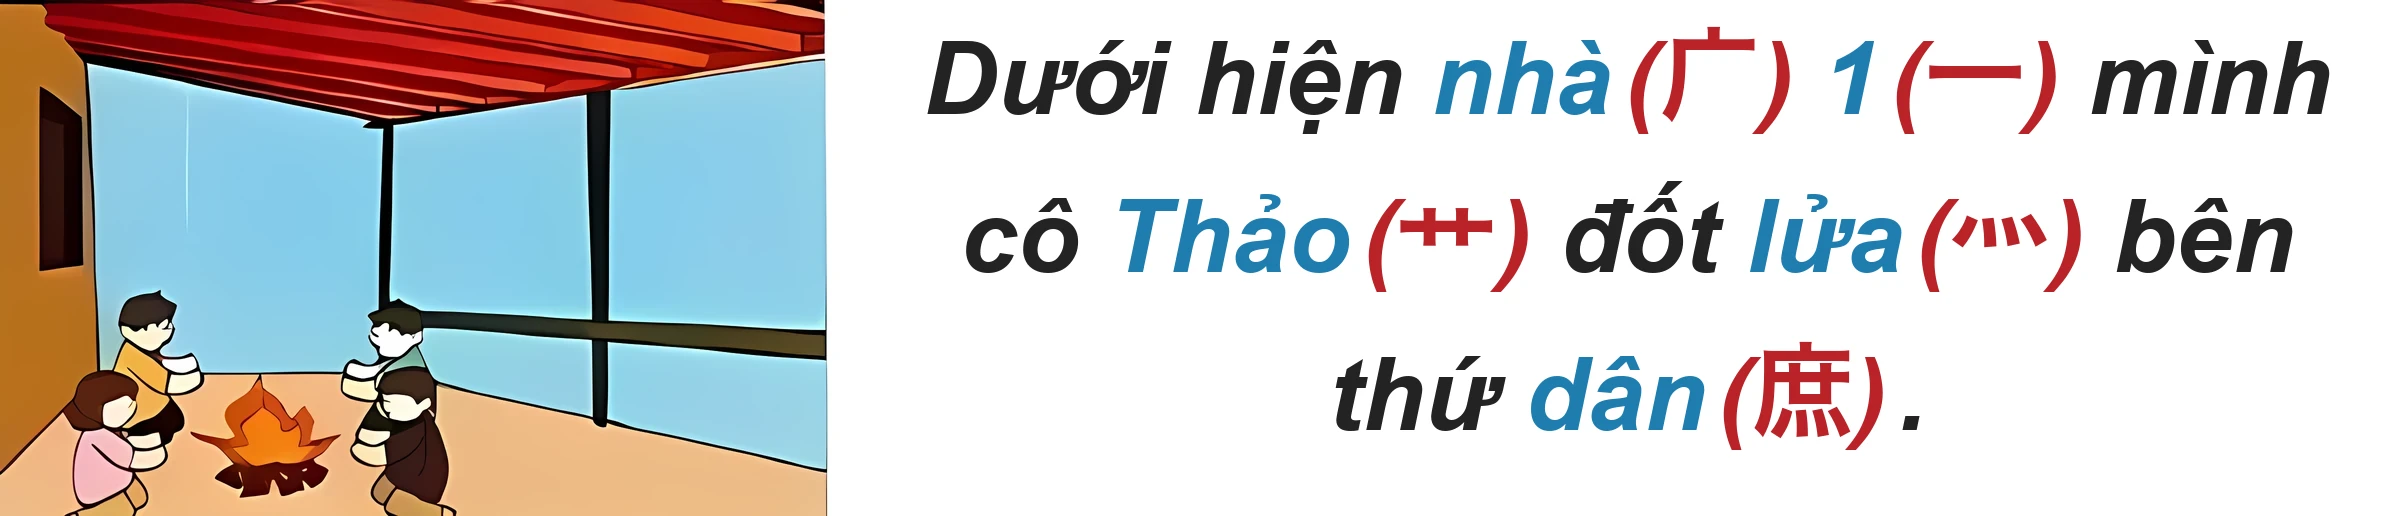 Dưới hiện nhà(广) 1(一) mình
cô Thảo(艹) đốt lửa(灬) bên
thứ dân(庶).